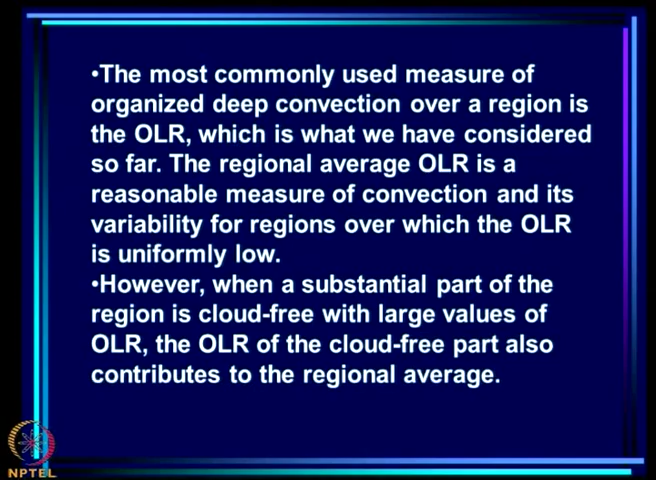 •The most commonly used measure of
organized deep convection over a region is
the OLR, which is what we have considered
so far. The regional average OLR is a
reasonable measure of convection and its
variability for regions over which the OLR
is uniformly low.
•However, when a substantial part of the
region is cloud-free with large values of
OLR, the OLR of the cloud-free part also
contributes to the regional average.
NPTEL